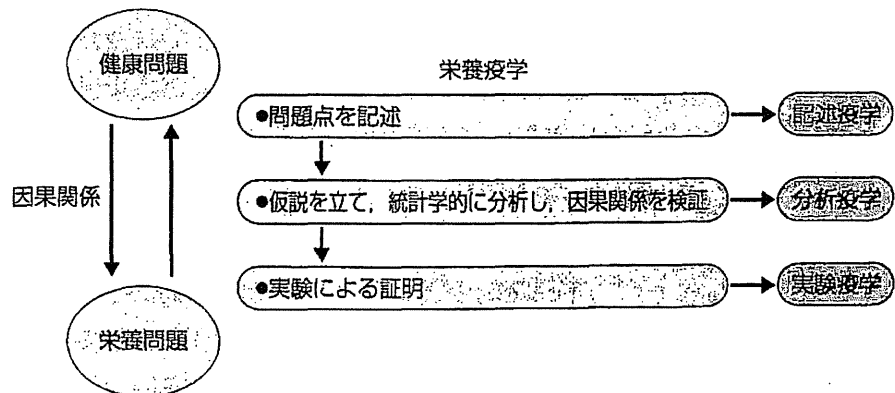 健康問題
栄養疫学
●問題点を記述
記述疫学
因果関係
●仮説を立て，統計学的に分析し，因果関係を検証
分析疫学
●実験による証明
実験疫学
栄養問題